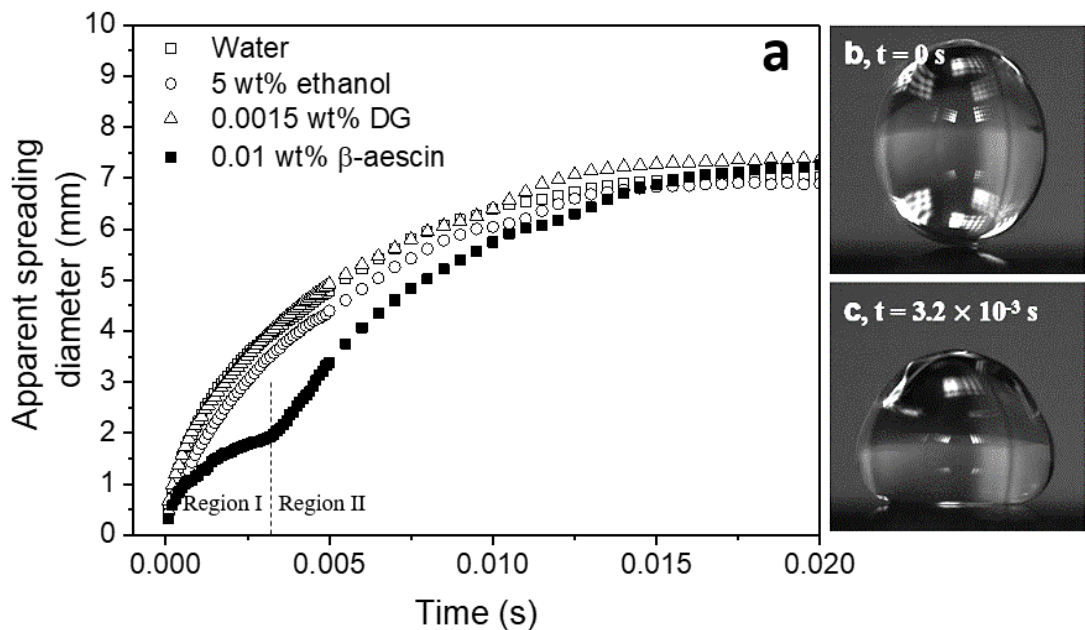 a
Water
5 wt% ethanol
0.0015 wt% DG
0.01 wt% β-aescin
Apparent spreading
diameter (mm)
10
9
8
7
6
5
4
3
2
1
0
Region I
Region II
0.000
0.005
0.010
0.015
0.020
Time (s)
b, t = 0 s
c, t = 3.2 × 10⁻³ s